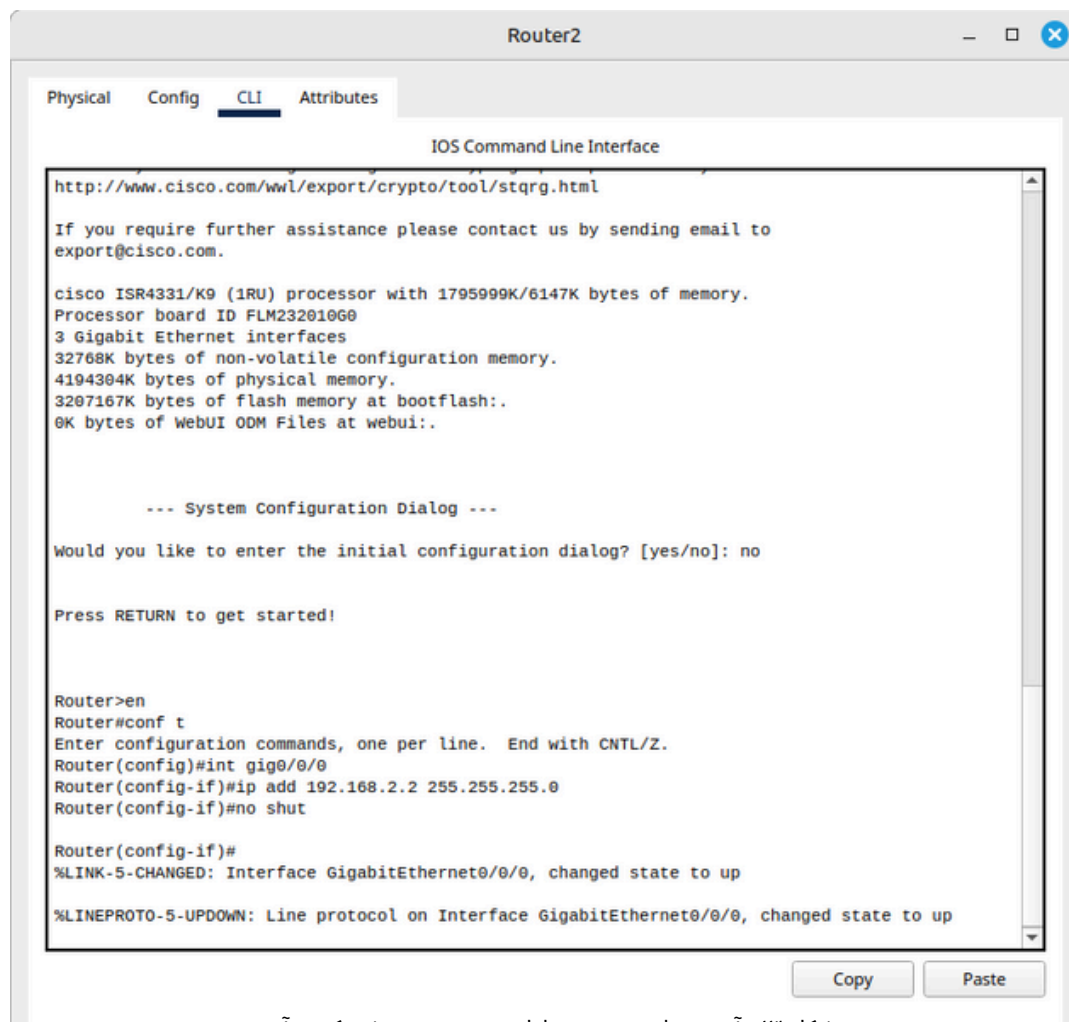 Router2
Physical Config CLI Attributes
IOS Command Line Interface
http://www.cisco.com/wwl/export/crypto/tool/stqrg.html
If you require further assistance please contact us by sending email to
export@cisco.com.
cisco ISR4331/K9 (1RU) processor with 1795999K/6147K bytes of memory.
Processor board ID FLM232010G0
3 Gigabit Ethernet interfaces
32768K bytes of non-volatile configuration memory.
4194304K bytes of physical memory.
3207167K bytes of flash memory at bootflash:.
0K bytes of WebUI ODM Files at webui:.
--- System Configuration Dialog ---
Would you like to enter the initial configuration dialog? [yes/no]: no
Press RETURN to get started!
Router>en
Router#conf t
Enter configuration commands, one per line.  End with CNTL/Z.
Router(config)#int gig0/0/0
Router(config-if)#ip add 192.168.2.2 255.255.255.0
Router(config-if)#no shut
Router(config-if)#
%LINK-5-CHANGED: Interface GigabitEthernet0/0/0, changed state to up
%LINEPROTO-5-UPDOWN: Line protocol on Interface GigabitEthernet0/0/0, changed state to up
Copy Paste